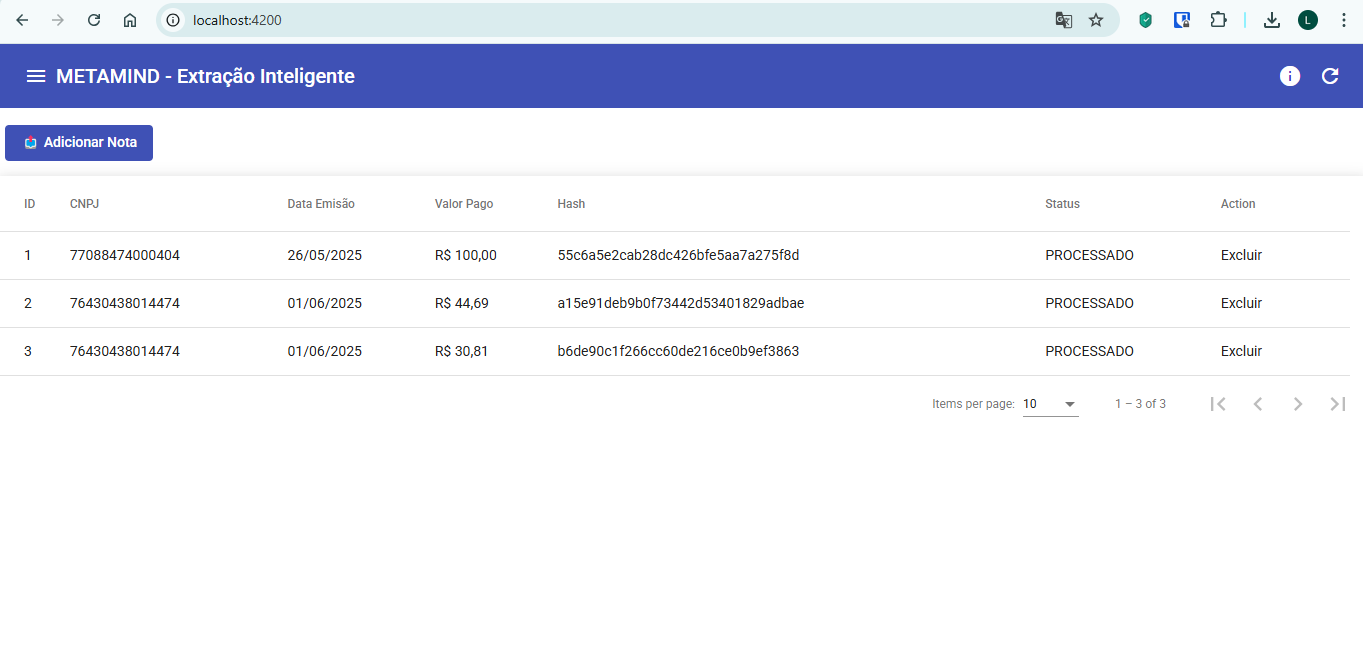 localhost:4200
METAMIND - Extração Inteligente
Adicionar Nota
ID CNPJ Data Emisão Valor Pago Hash Status Action
1 77088474000404 26/05/2025 R$ 100,00 55c6a5e2cab28dc426bfe5aa7a275f8d PROCESSADO Excluir
2 76430438014474 01/06/2025 R$ 44,69 a15e91deb9b0f73442d53401829adbae PROCESSADO Excluir
3 76430438014474 01/06/2025 R$ 30,81 b6de90c1f266cc60de216ce0b9ef3863 PROCESSADO Excluir
Items per page: 10 1 – 3 of 3